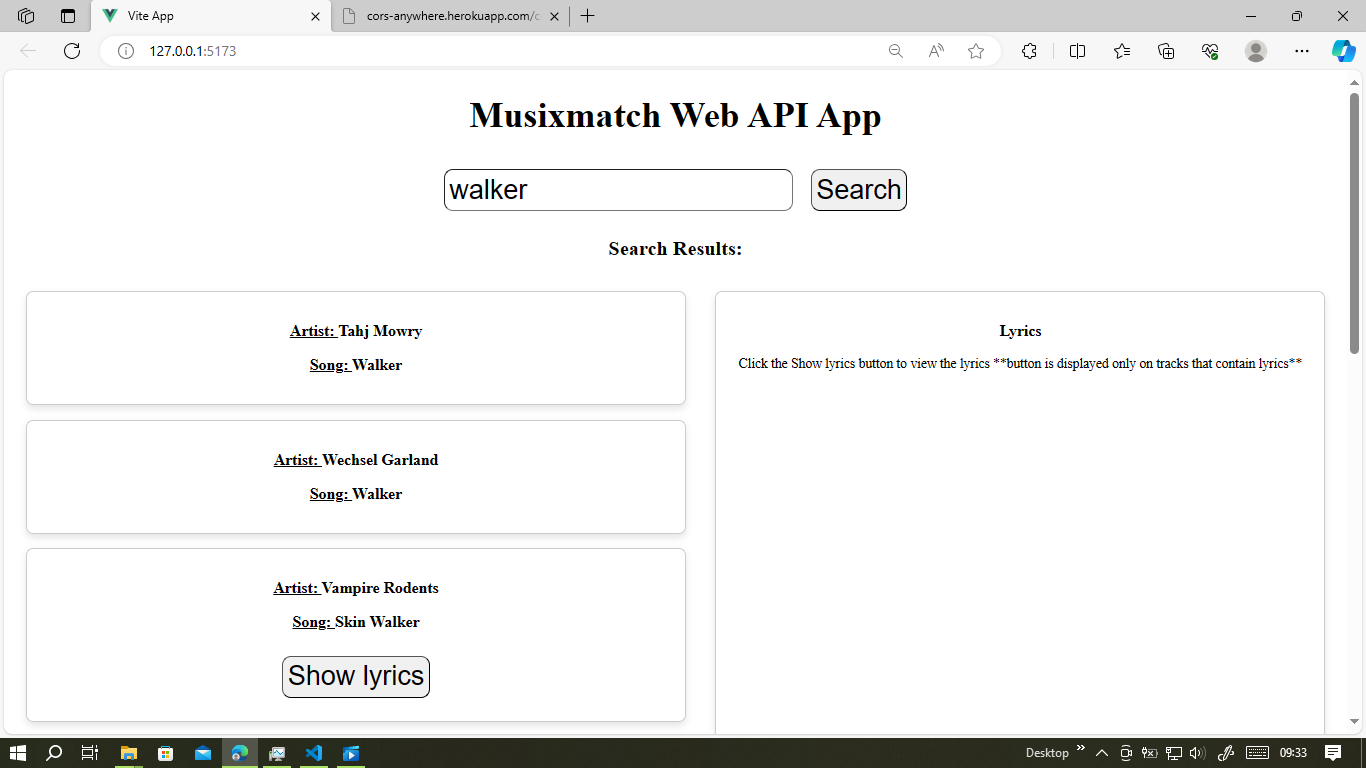 Vite App
cors-anywhere.herokuapp.com/c
127.0.0.1:5173
Musixmatch Web API App
walker
Search
Search Results:
Artist: Tahj Mowry
Song: Walker
Artist: Wechsel Garland
Song: Walker
Artist: Vampire Rodents
Song: Skin Walker
Show lyrics
Lyrics
Click the Show lyrics button to view the lyrics **button is displayed only on tracks that contain lyrics**
Desktop
09:33